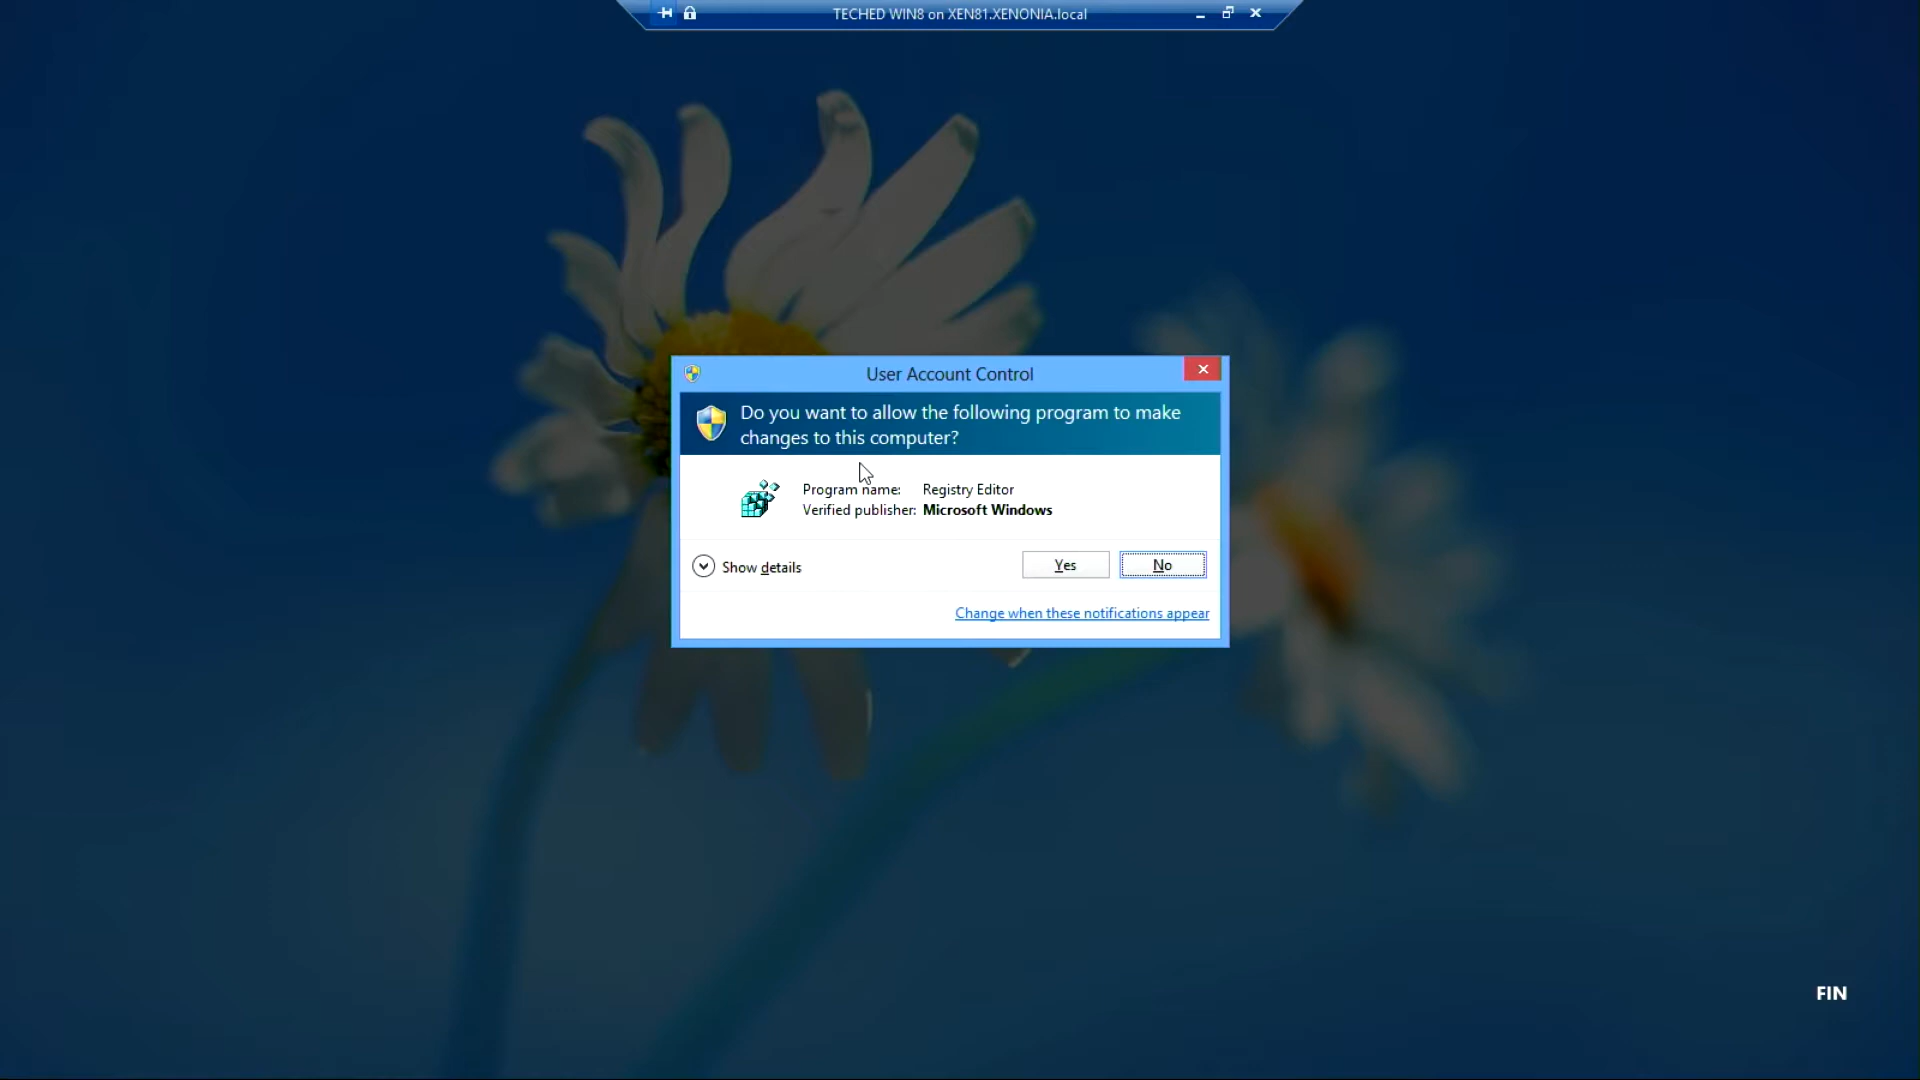 TECHED WIN8 on XEN81.XENONIA.local
User Account Control
Do you want to allow the following program to make
changes to this computer?
Program name: Registry Editor
Verified publisher: Microsoft Windows
Show details
Yes
No
Change when these notifications appear
FIN